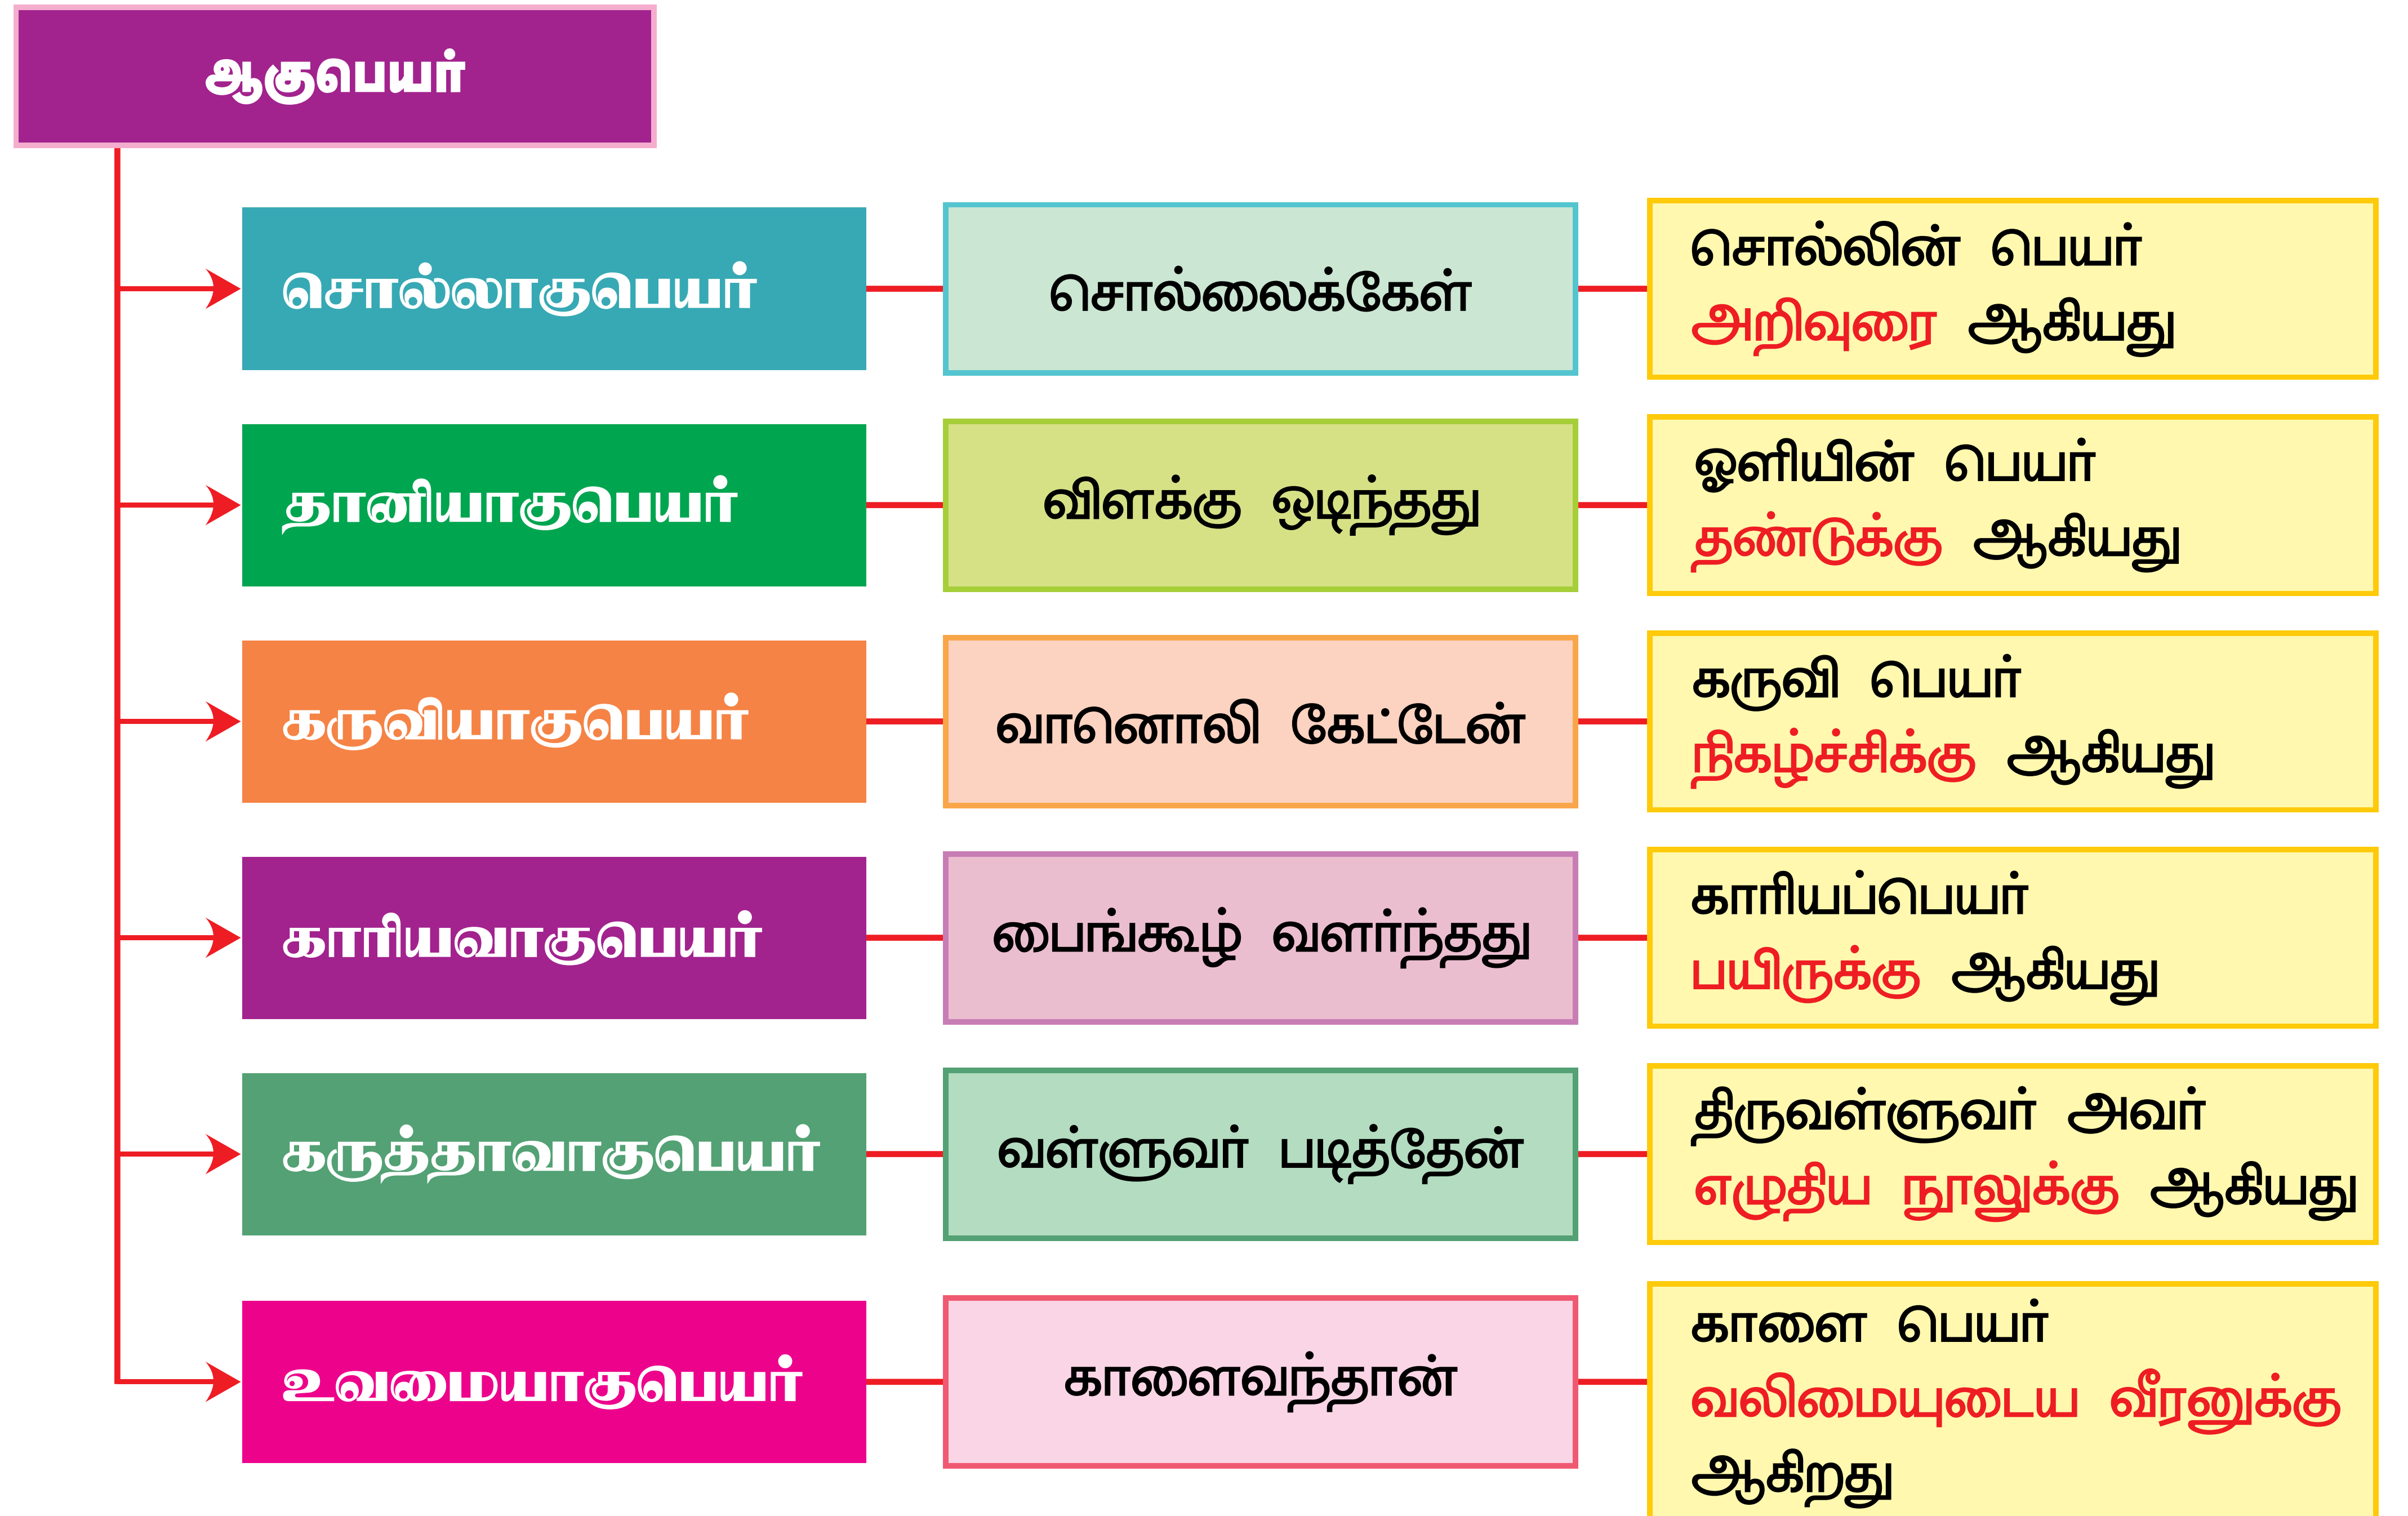 ஆகுபெயர்
சொல்லாகுபெயர்
சொல்லைக்கேள்
சொல்லின் பெயர்
அறிவுரை ஆகியது
தானியாகுபெயர்
விளக்கு ஒடிந்தது
ஓளியின் பெயர்
தண்டுக்கு ஆகியது
கருவியாகுபெயர்
வானொலி கேட்டேன்
கருவி பெயர்
நிகழ்ச்சிக்கு ஆகியது
காரியவாகுபெயர்
பைங்கூழ் வளர்ந்தது
காரியப்பெயர்
பயிருக்கு ஆகியது
கருத்தாவாகுபெயர்
வள்ளுவர் படித்தேன்
திருவள்ளுவர் அவர்
எழுதிய நூலுக்கு ஆகியது
உவமையாகுபெயர்
காளைவந்தான்
காளை பெயர்
வலிமையுடைய வீரனுக்கு
ஆகிறது